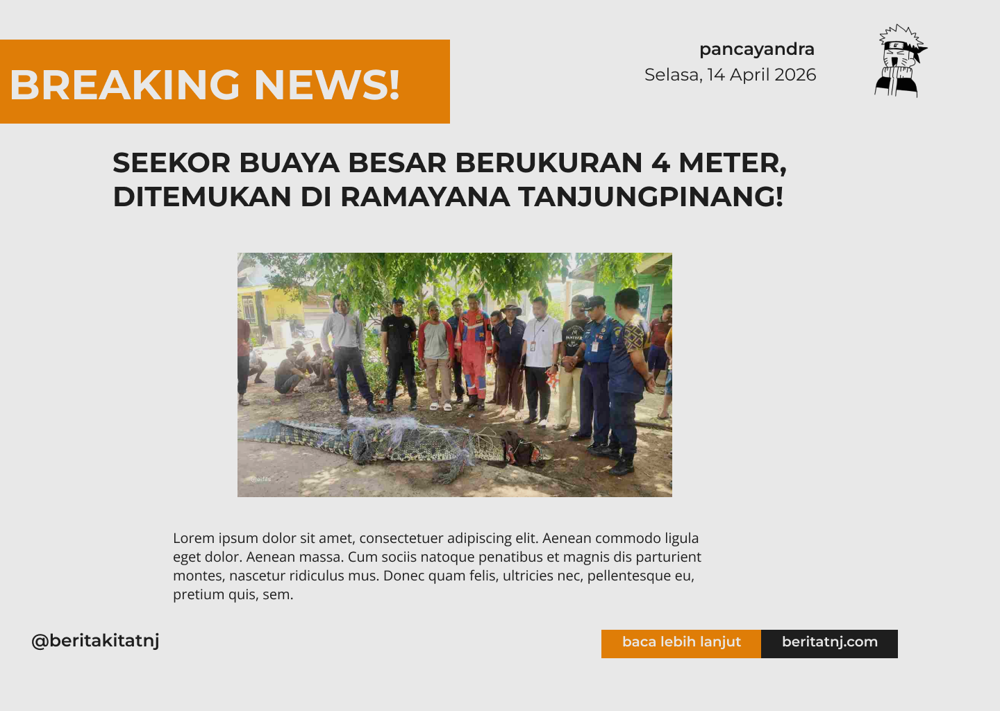 BREAKING NEWS!
pancayandra
Selasa, 14 April 2026
SEEKOR BUAYA BESAR BERUKURAN 4 METER,
DITEMUKAN DI RAMAYANA TANJUNGPINANG!
PANTHER
@eifils
Lorem ipsum dolor sit amet, consectetuer adipiscing elit. Aenean commodo ligula
eget dolor. Aenean massa. Cum sociis natoque penatibus et magnis dis parturient
montes, nascetur ridiculus mus. Donec quam felis, ultricies nec, pellentesque eu,
pretium quis, sem.
@beritakitatnj
baca lebih lanjut
beritatnj.com